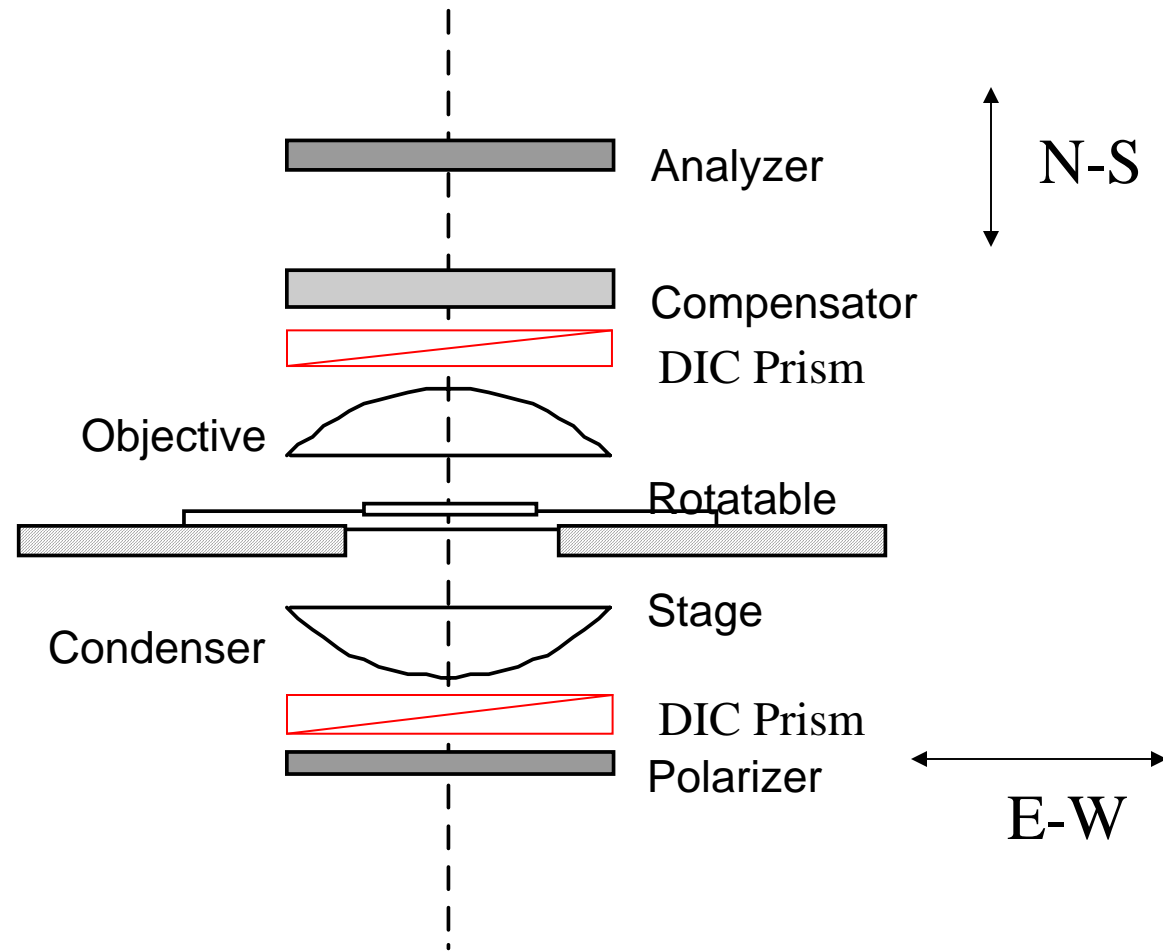 Analyzer
N-S
Compensator
DIC Prism
Objective
Rotatable
Stage
Condenser
DIC Prism
Polarizer
E-W